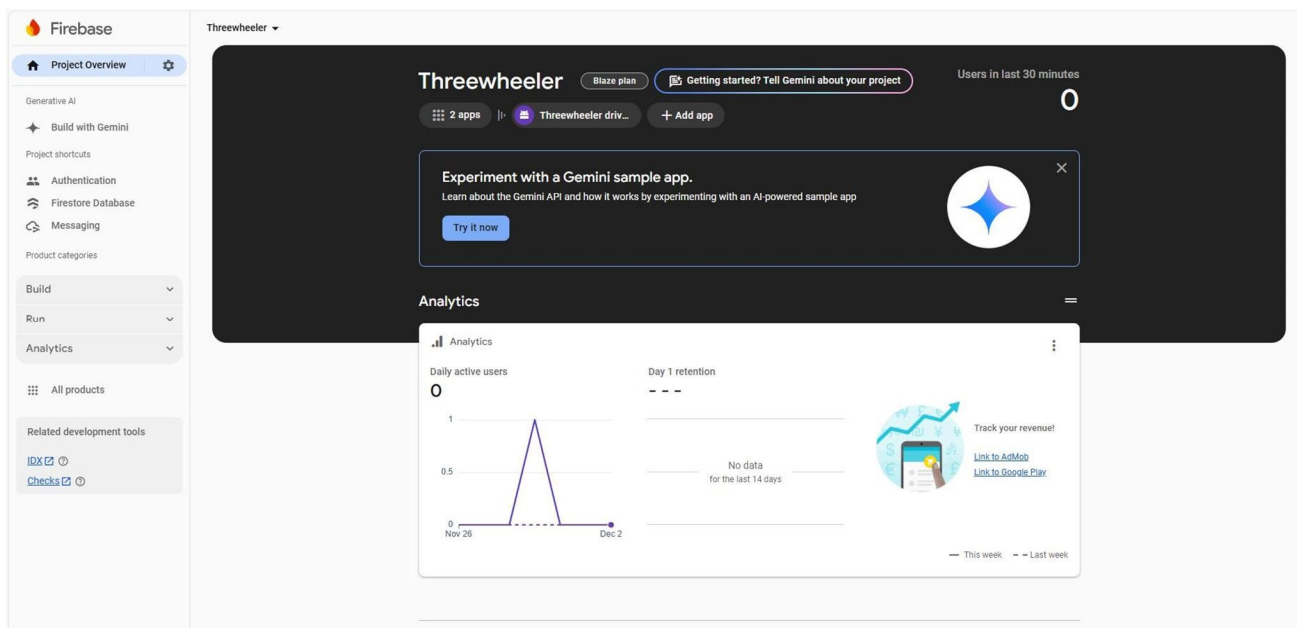 Firebase
Threewheeler
Project Overview
Generative AI
Build with Gemini
Project shortcuts
Authentication
Firestore Database
Messaging
Product categories
Build
Run
Analytics
All products
Related development tools
IDX
Checks
Threewheeler
Blaze plan
Getting started? Tell Gemini about your project
Users in last 30 minutes
0
2 apps
Threewheeler driv...
+ Add app
Experiment with a Gemini sample app.
Learn about the Gemini API and how it works by experimenting with an AI-powered sample app
Try it now
Analytics
Analytics
Daily active users
0
1
0.5
0
Nov 26
Dec 2
Day 1 retention
- - -
No data
for the last 14 days
Track your revenue!
Link to AdMob
Link to Google Play
This week
Last week